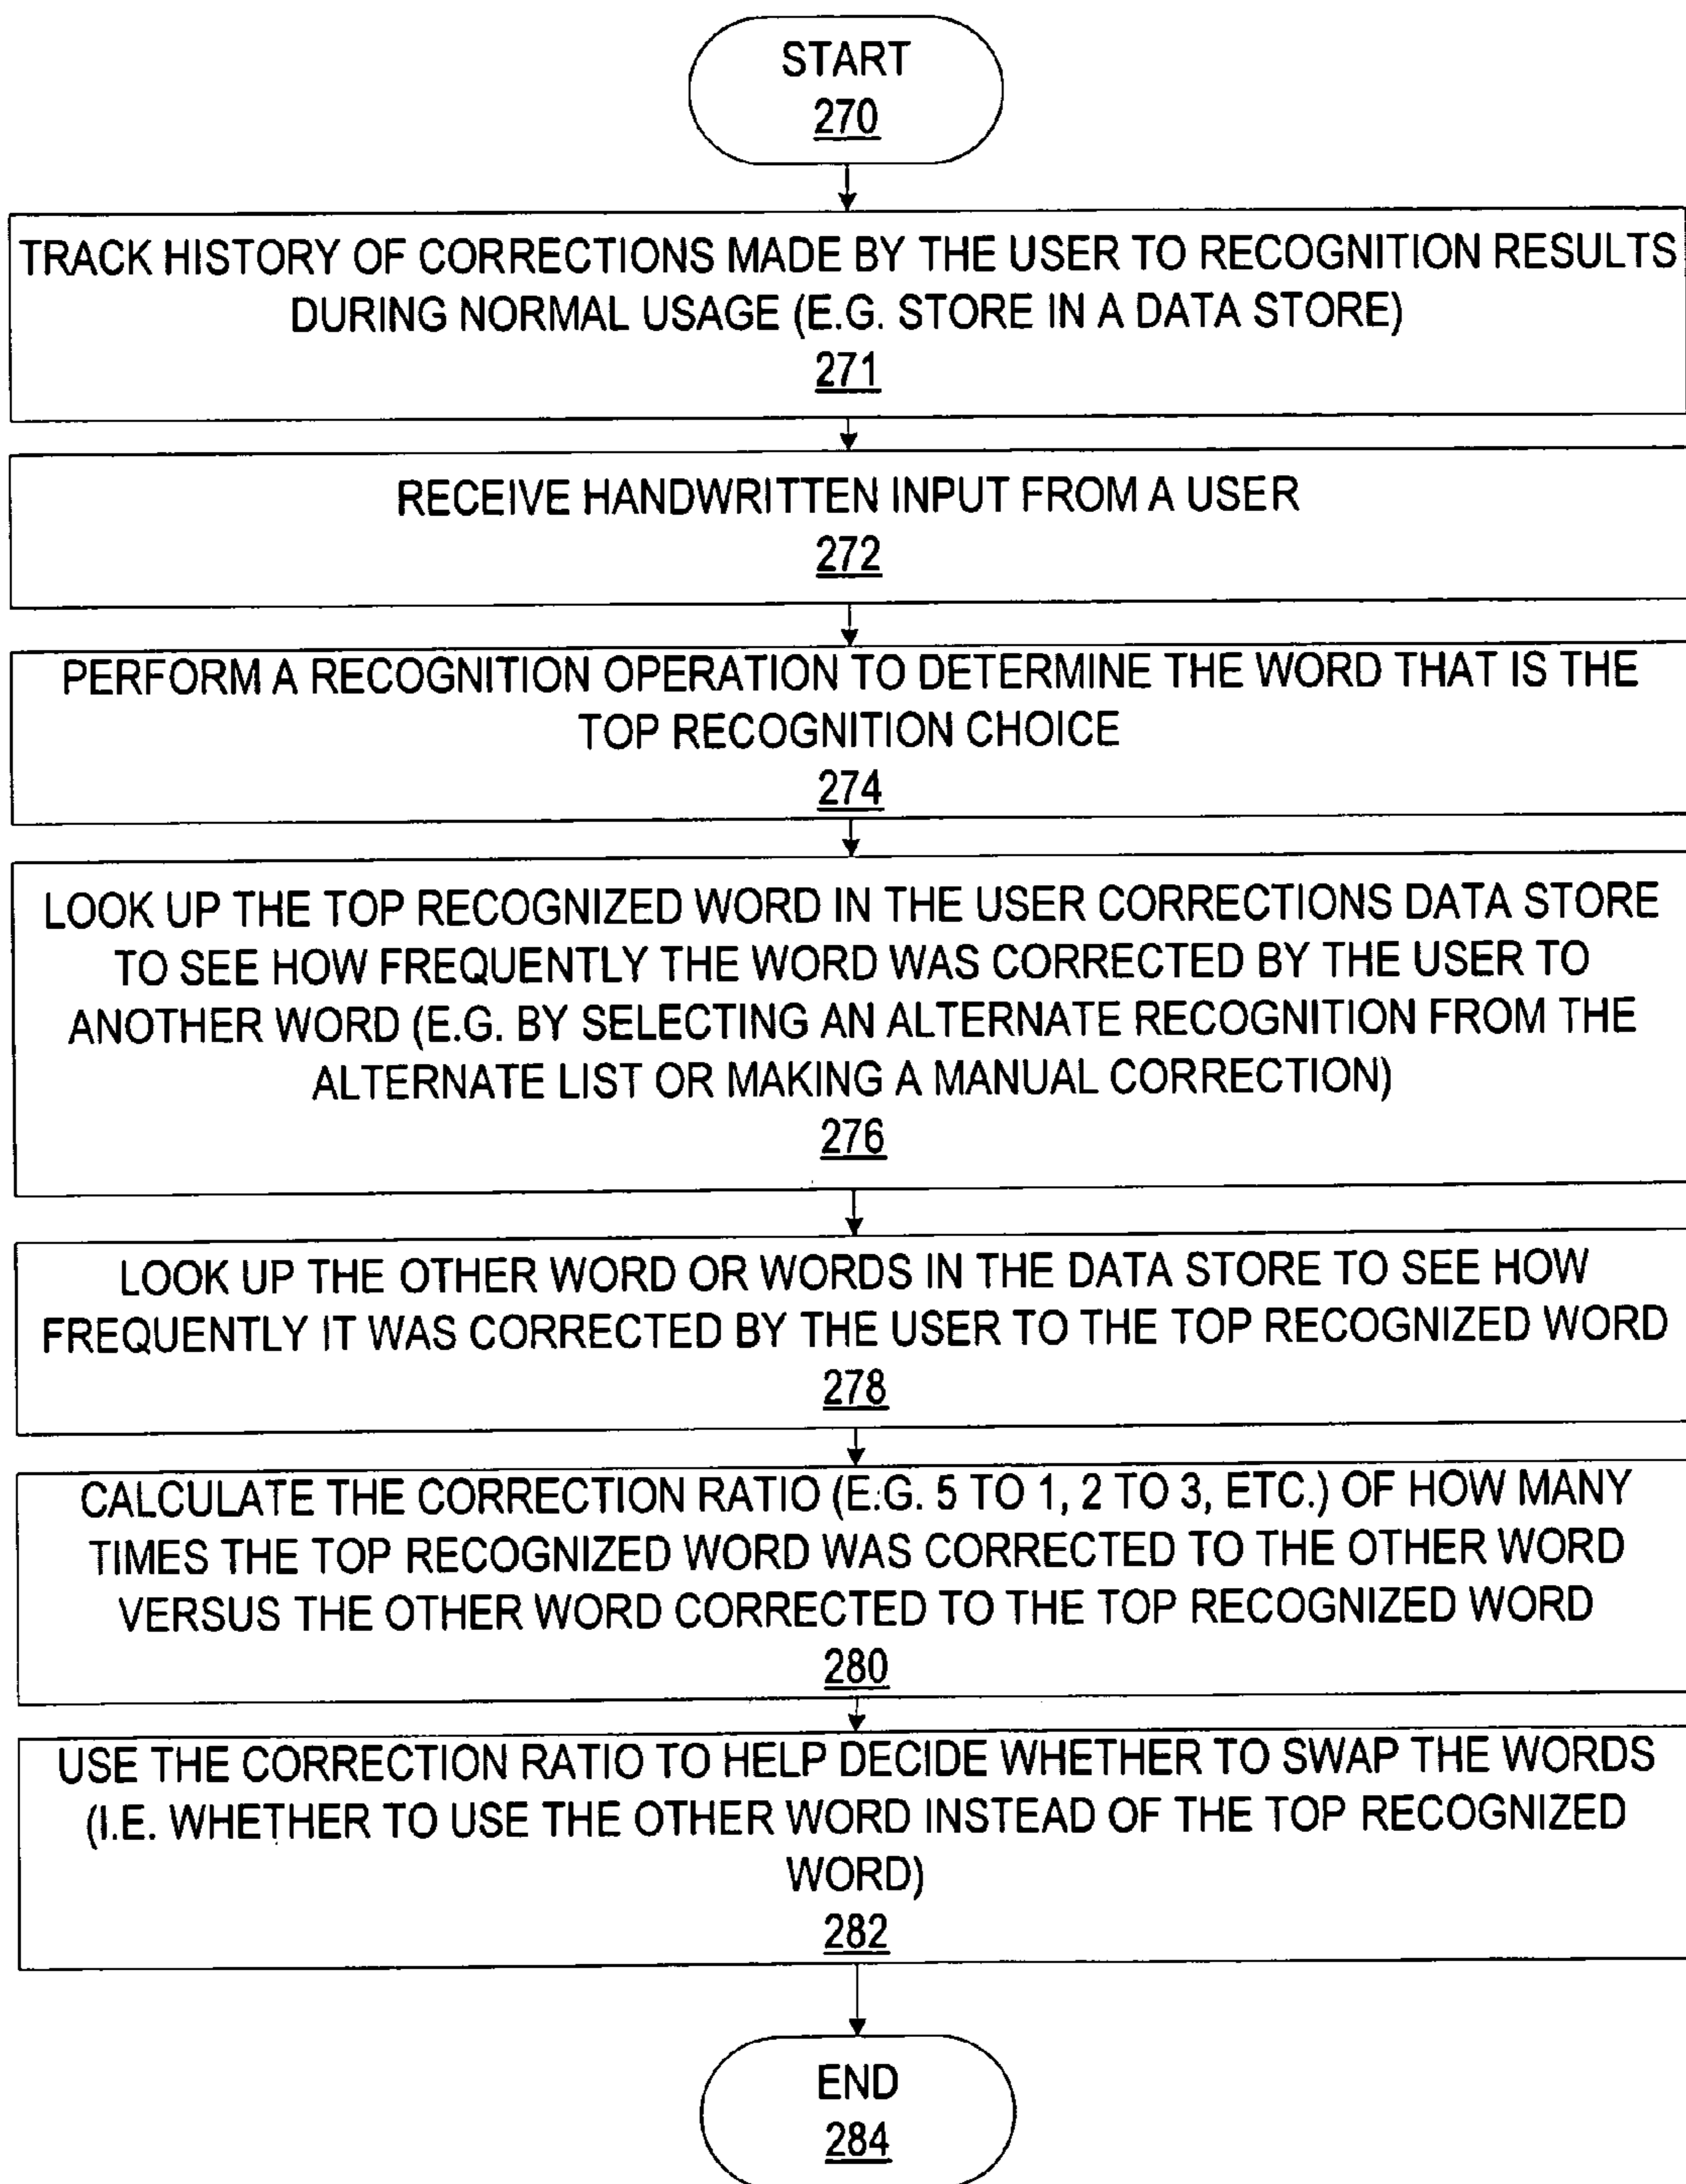 START
270
TRACK HISTORY OF CORRECTIONS MADE BY THE USER TO RECOGNITION RESULTS
DURING NORMAL USAGE (E.G. STORE IN A DATA STORE)
271
RECEIVE HANDWRITTEN INPUT FROM A USER
272
PERFORM A RECOGNITION OPERATION TO DETERMINE THE WORD THAT IS THE
TOP RECOGNITION CHOICE
274
LOOK UP THE TOP RECOGNIZED WORD IN THE USER CORRECTIONS DATA STORE
TO SEE HOW FREQUENTLY THE WORD WAS CORRECTED BY THE USER TO
ANOTHER WORD (E.G. BY SELECTING AN ALTERNATE RECOGNITION FROM THE
ALTERNATE LIST OR MAKING A MANUAL CORRECTION)
276
LOOK UP THE OTHER WORD OR WORDS IN THE DATA STORE TO SEE HOW
FREQUENTLY IT WAS CORRECTED BY THE USER TO THE TOP RECOGNIZED WORD
278
CALCULATE THE CORRECTION RATIO (E.G. 5 TO 1, 2 TO 3, ETC.) OF HOW MANY
TIMES THE TOP RECOGNIZED WORD WAS CORRECTED TO THE OTHER WORD
VERSUS THE OTHER WORD CORRECTED TO THE TOP RECOGNIZED WORD
280
USE THE CORRECTION RATIO TO HELP DECIDE WHETHER TO SWAP THE WORDS
(I.E. WHETHER TO USE THE OTHER WORD INSTEAD OF THE TOP RECOGNIZED
WORD)
282
END
284